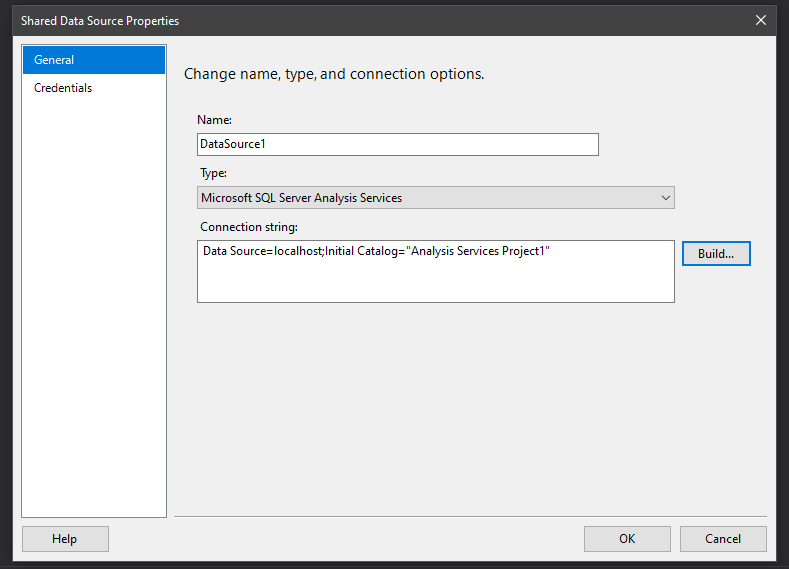 Shared Data Source Properties
General
Credentials
Change name, type, and connection options.
Name:
DataSource1
Type:
Microsoft SQL Server Analysis Services
Connection string:
Data Source=localhost;Initial Catalog="Analysis Services Project1"
Build...
Help
OK
Cancel